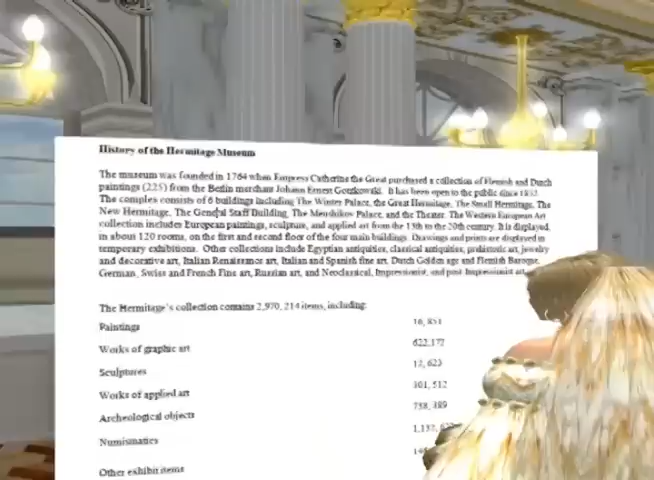 History of the Hermitage Museum
The museum was founded in 1764 when Empress Catherine the Great purchased a collection of Flemish and Dutch
paintings (225) from the Berlin merchant Johann Ernest Gotzkowski. It has been open to the public since 1852.
The complex consists of 6 buildings including The Winter Palace, the Great Hermitage, The Small Hermitage, The
New Hermitage, The General Staff Building, The Menshikov Palace, and the Theater. The Western European Art
collection includes European paintings, sculpture, and applied art from the 13th to the 20th century. It is displayed
in about 120 rooms, on the first and second floor of the four main buildings. Drawings and prints are displayed in
temporary exhibitions. Other collections include Egyptian antiquities, classical antiquities, prehistoric art, jewelry
and decorative art, Italian Renaissance art, Italian and Spanish fine art, Dutch Golden age and Flemish Baroque,
German, Swiss and French Fine art, Russian art, and Neoclassical, Impressionist, and post Impressionist art
The Hermitage's collection contains 2,970, 214 items, including:
Paintings 16, 851
Works of graphic art 622,172
Sculptures 12, 623
Works of applied art 301, 512
Archeological objects 758, 389
Numismatics
Other exhibit items